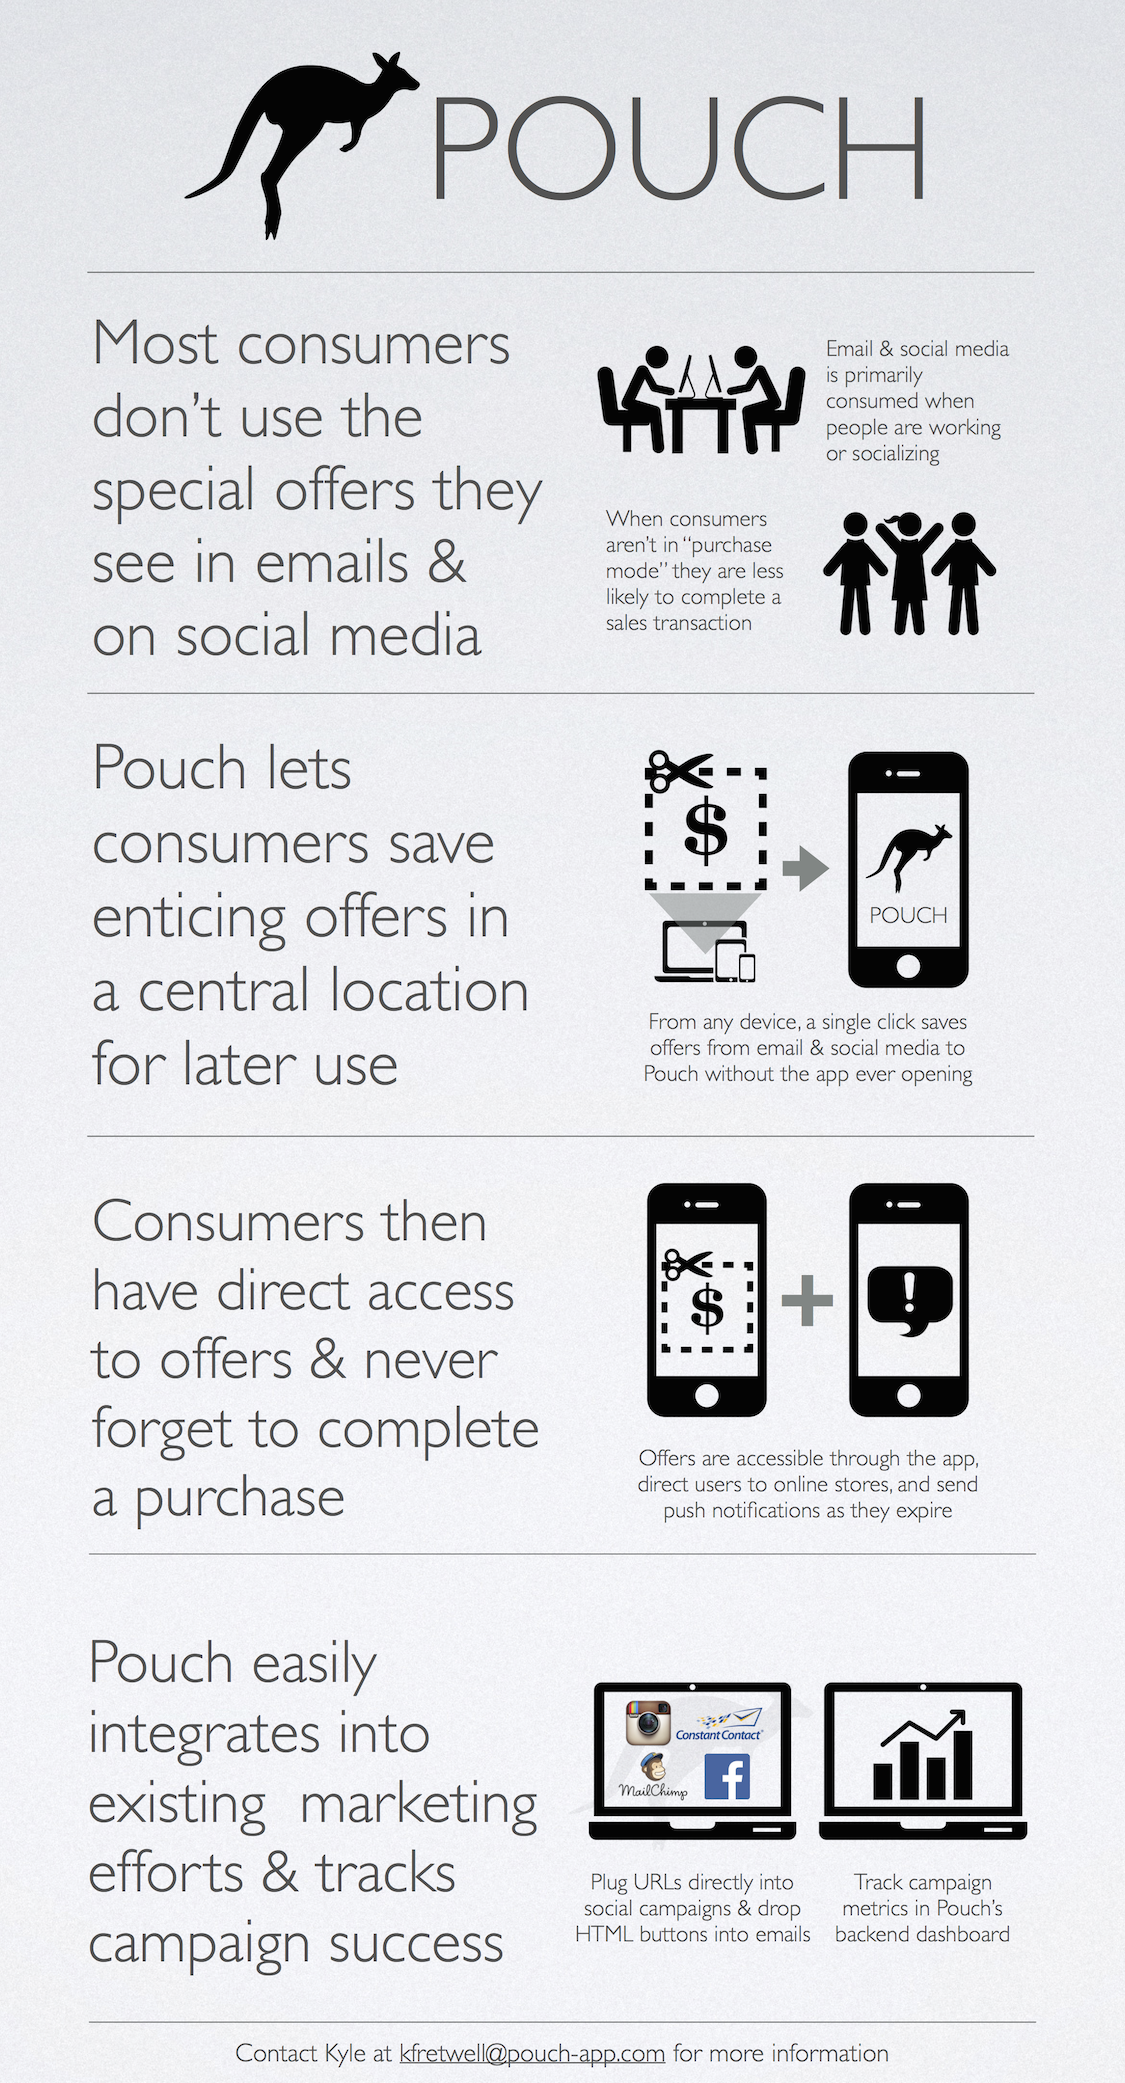 POUCH
Most consumers
don't use the
special offers they
see in emails &
on social media
Email & social media
is primarily
consumed when
people are working
or socializing
When consumers
aren't in "purchase
mode" they are less
likely to complete a
sales transaction
Pouch lets
consumers save
enticing offers in
a central location
for later use
$
POUCH
From any device, a single click saves
offers from email & social media to
Pouch without the app ever opening
Consumers then
have direct access
to offers & never
forget to complete
a purchase
$
!
Offers are accessible through the app,
direct users to online stores, and send
push notifications as they expire
Pouch easily
integrates into
existing  marketing
efforts & tracks
campaign success
Constant Contact®
MailChimp
f
Plug URLs directly into
social campaigns & drop
HTML buttons into emails
Track campaign
metrics in Pouch's
backend dashboard
Contact Kyle at kfretwell@pouch-app.com for more information